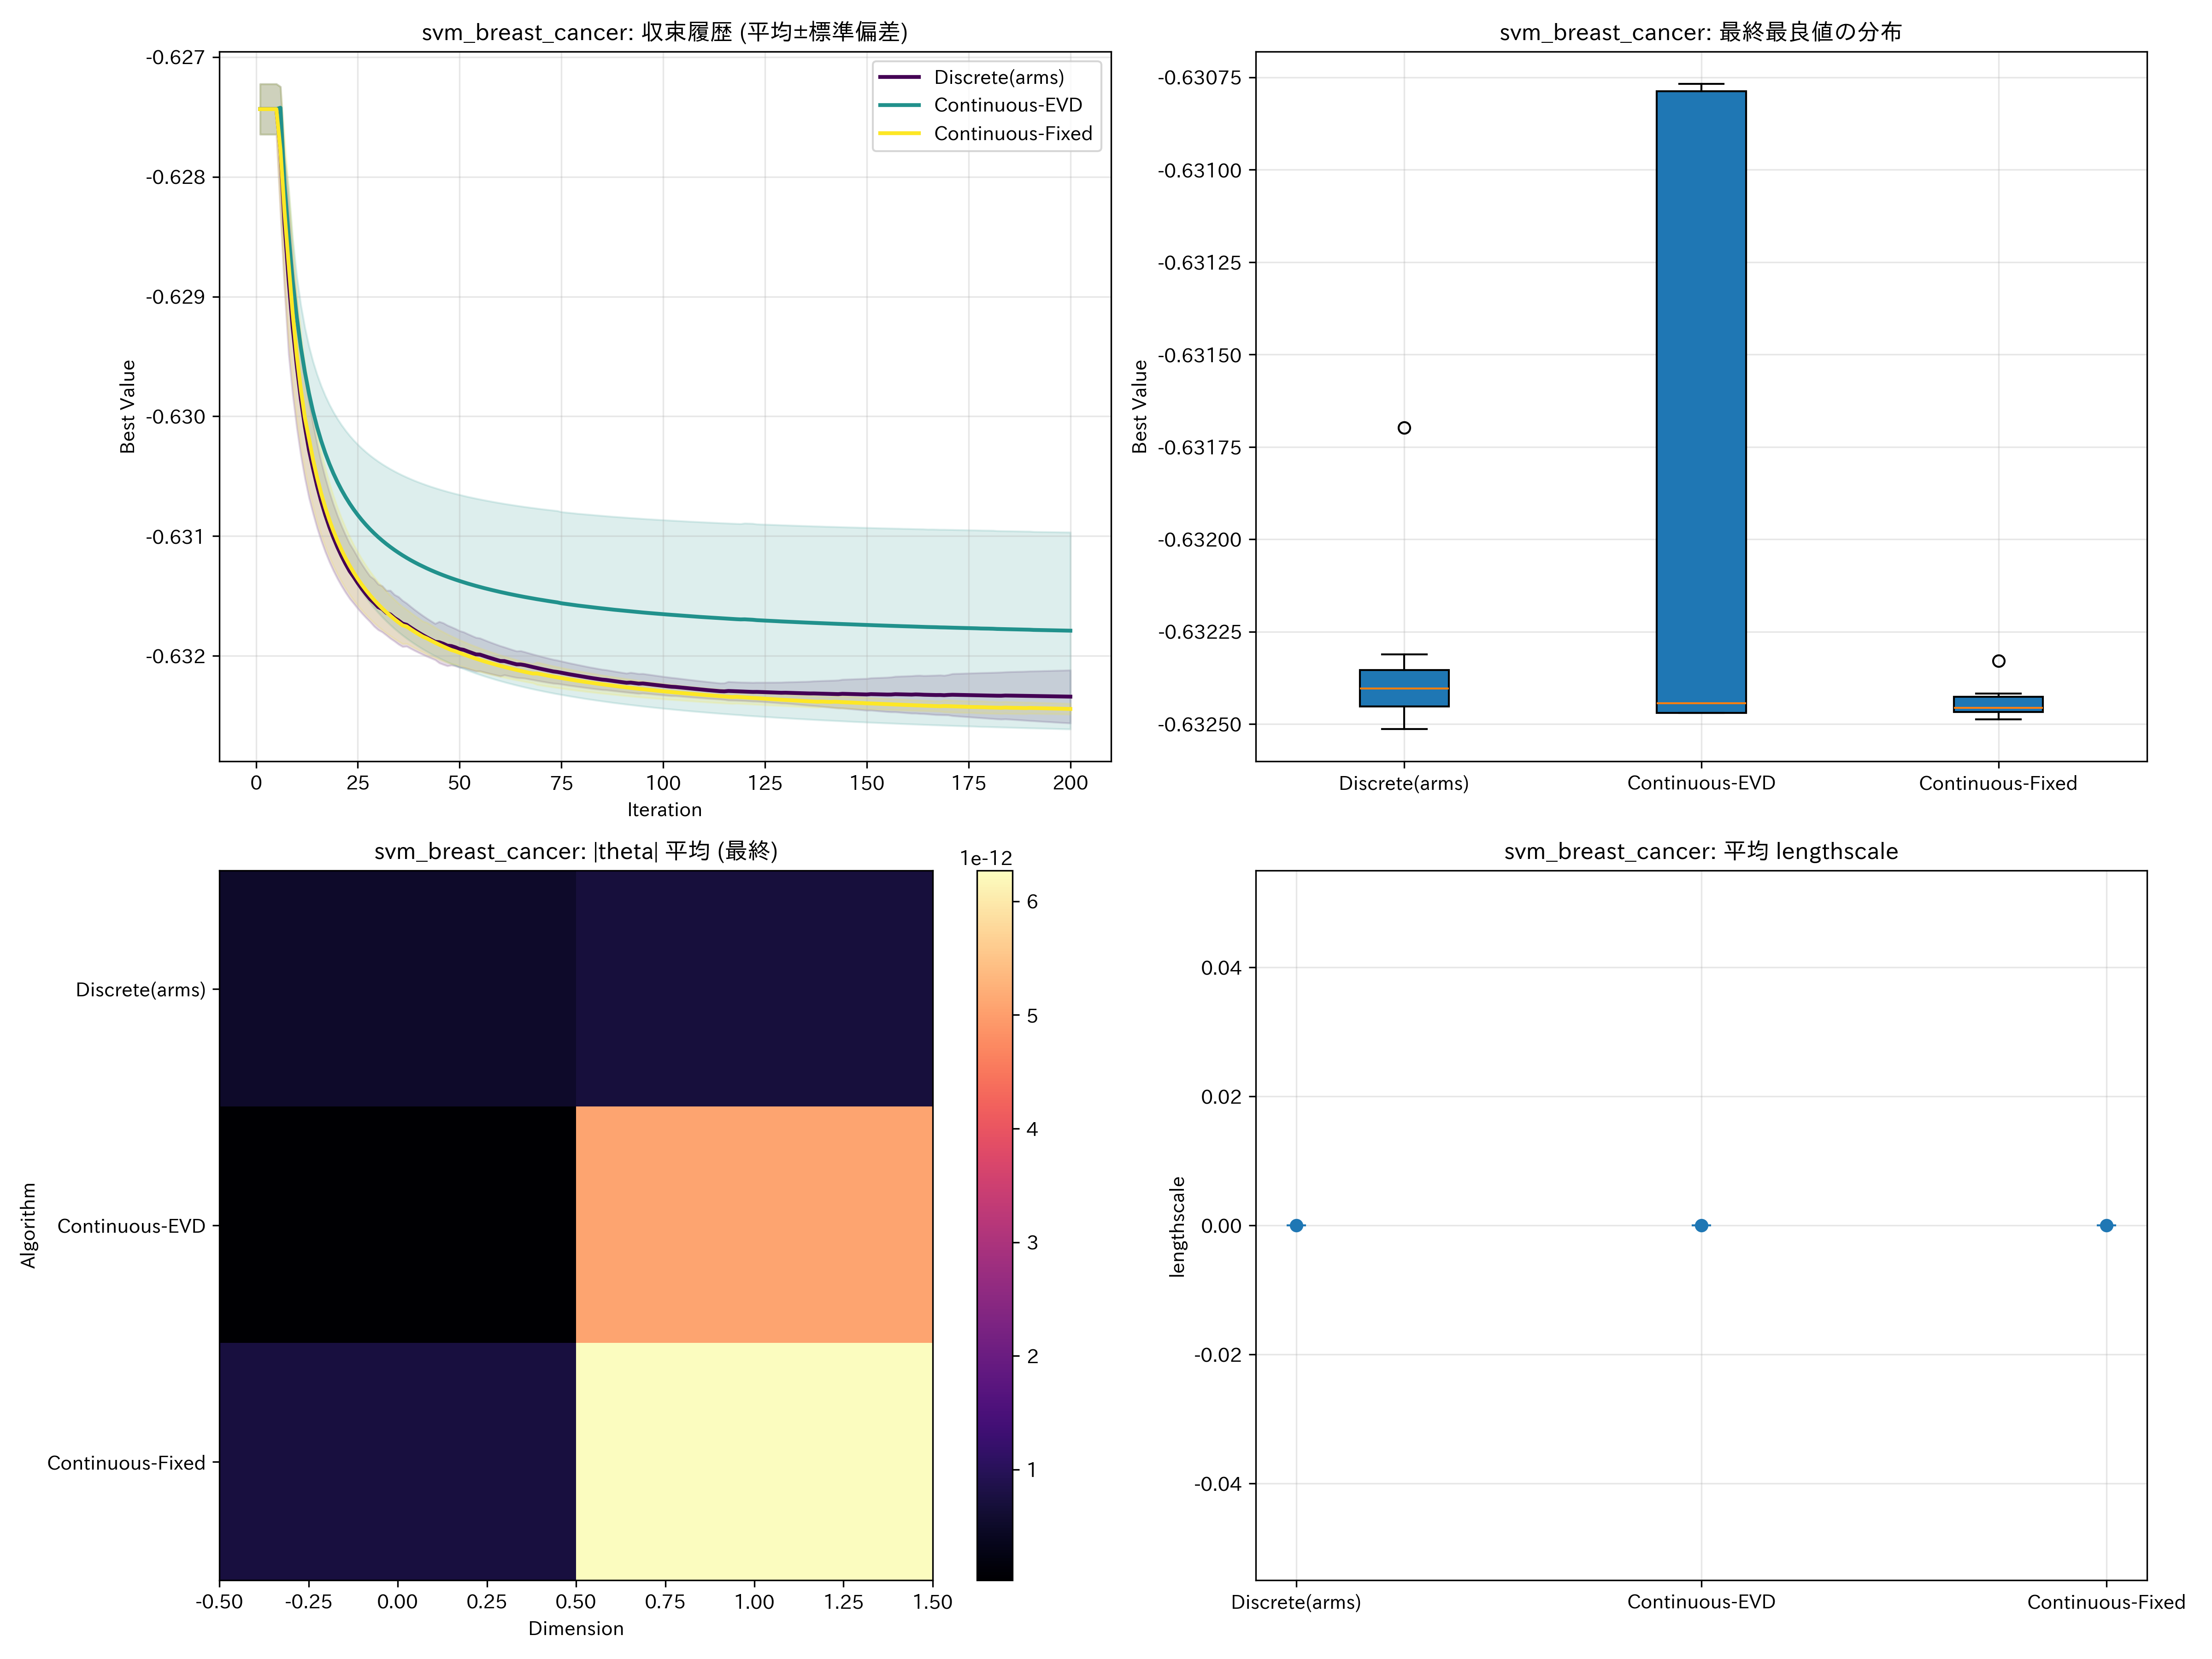 svm_breast_cancer: 収束履歴 (平均±標準偏差)
-0.627
-0.628
-0.629
-0.630
-0.631
-0.632
Best Value
Discrete(arms)
Continuous-EVD
Continuous-Fixed
0 25 50 75 100 125 150 175 200
Iteration
svm_breast_cancer: 最終最良値の分布
-0.63075
-0.63100
-0.63125
-0.63150
-0.63175
-0.63200
-0.63225
-0.63250
Best Value
Discrete(arms) Continuous-EVD Continuous-Fixed
svm_breast_cancer: |theta| 平均 (最終)
Discrete(arms)
Continuous-EVD
Continuous-Fixed
Algorithm
-0.50 -0.25 0.00 0.25 0.50 0.75 1.00 1.25 1.50
Dimension
1e-12
6
5
4
3
2
1
svm_breast_cancer: 平均 lengthscale
0.04
0.02
0.00
-0.02
-0.04
lengthscale
Discrete(arms) Continuous-EVD Continuous-Fixed